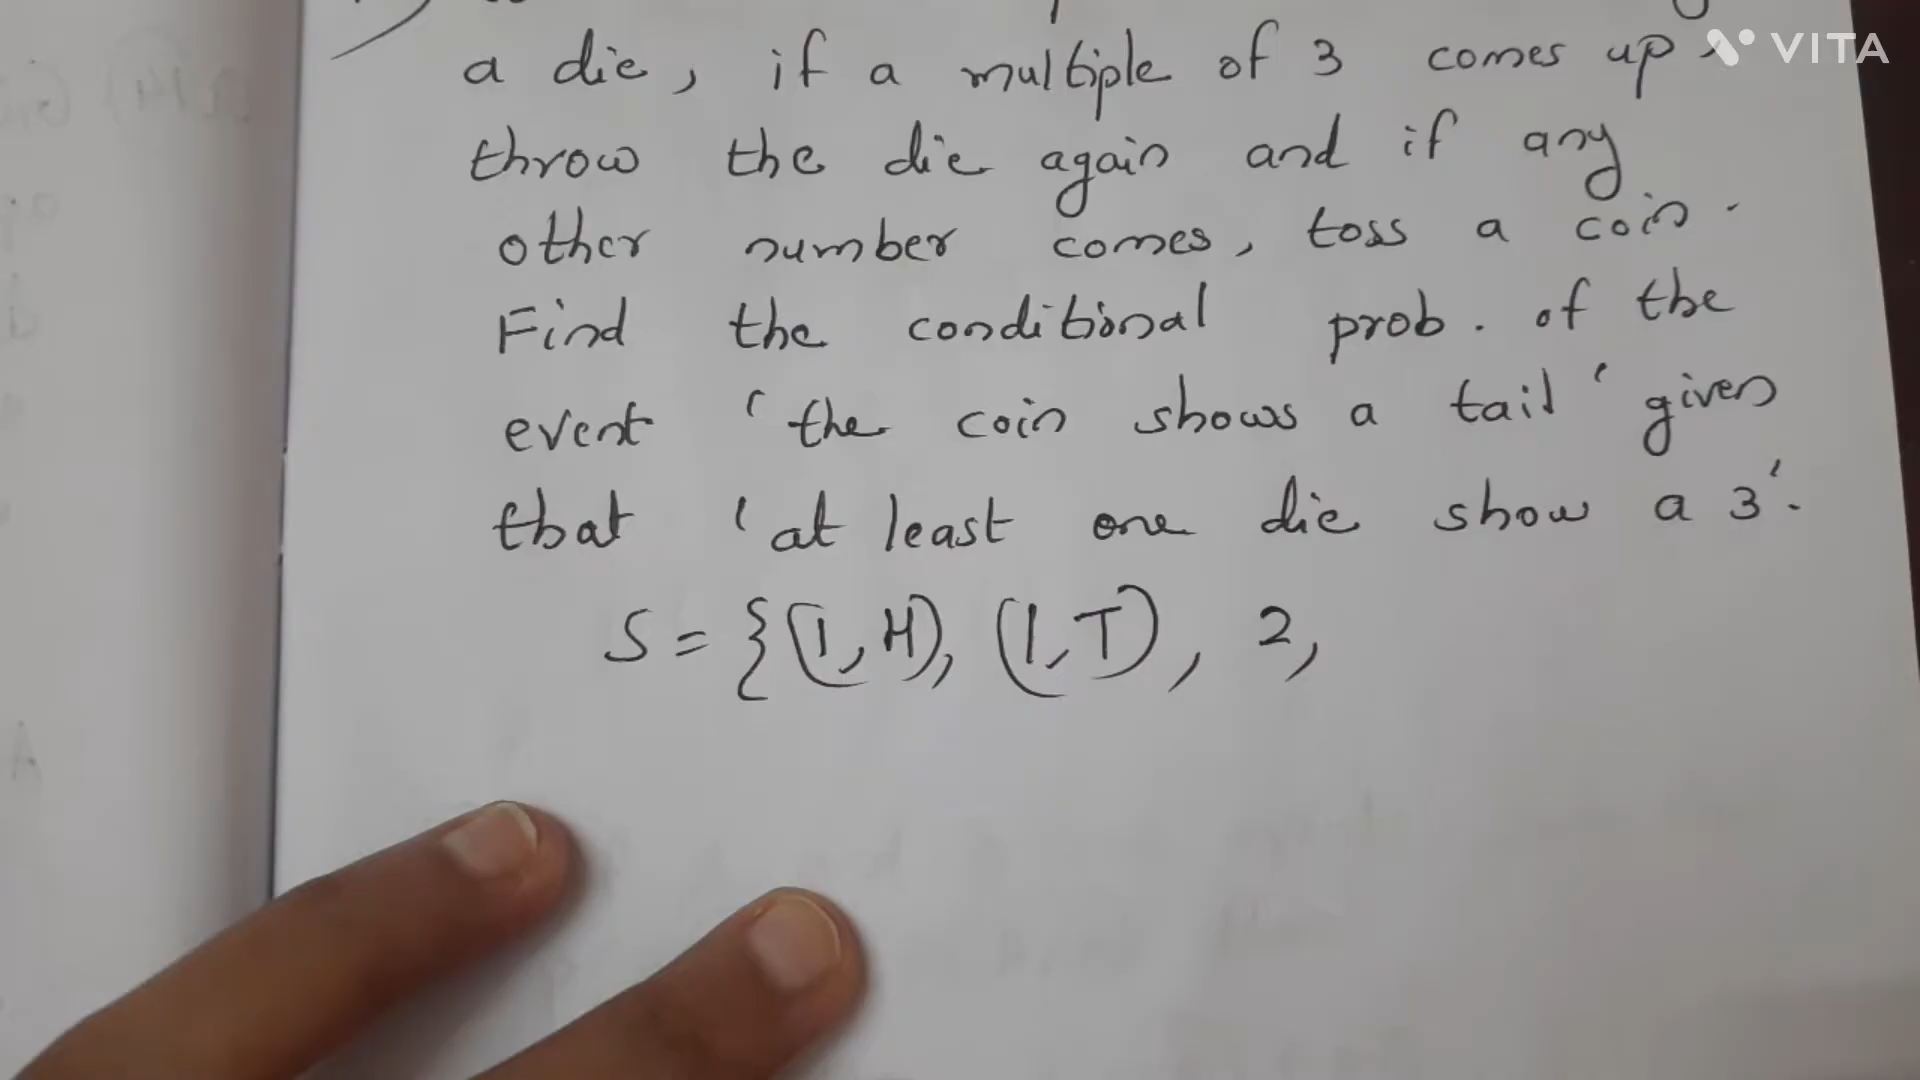 a die, if a multiple of 3 comes up,
VITA
throw the die again and if any
other number comes, toss a coin.
Find the conditional prob. of the
event 'the coin shows a tail' given
that 'at least one die show a 3'.
S = {(1,H), (1,T), 2,